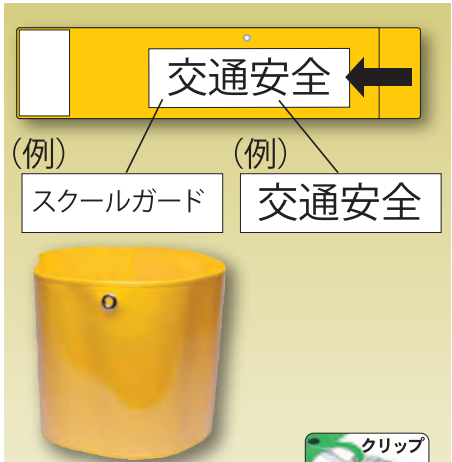 交通安全
(例)
(例)
スクールガード
交通安全
クリップ